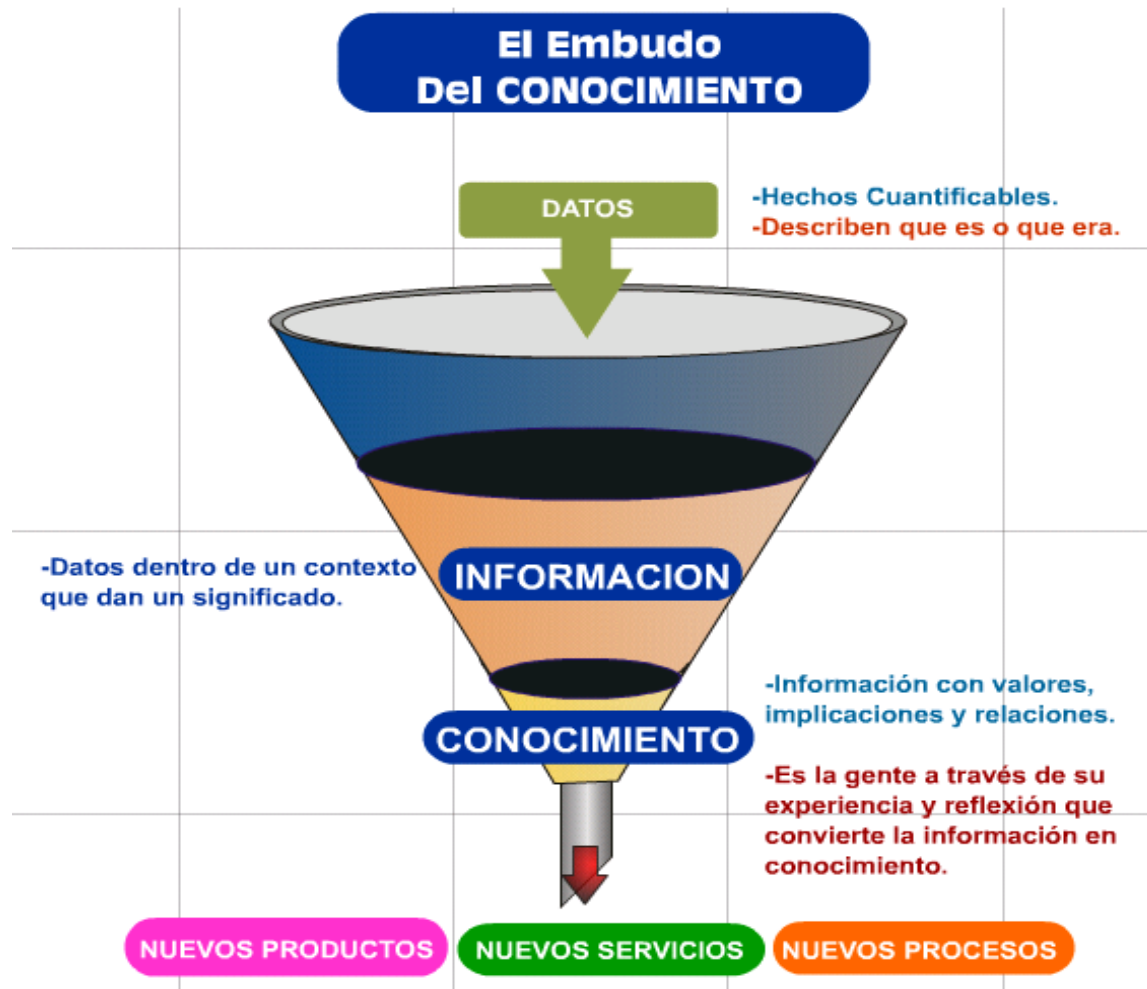 El Embudo
Del CONOCIMIENTO
DATOS
-Hechos Cuantificables.
-Describen que es o que era.
-Datos dentro de un contexto
que dan un significado.
INFORMACION
-Información con valores,
implicaciones y relaciones.
CONOCIMIENTO
-Es la gente a través de su
experiencia y reflexión que
convierte la información en
conocimiento.
NUEVOS PRODUCTOS
NUEVOS SERVICIOS
NUEVOS PROCESOS